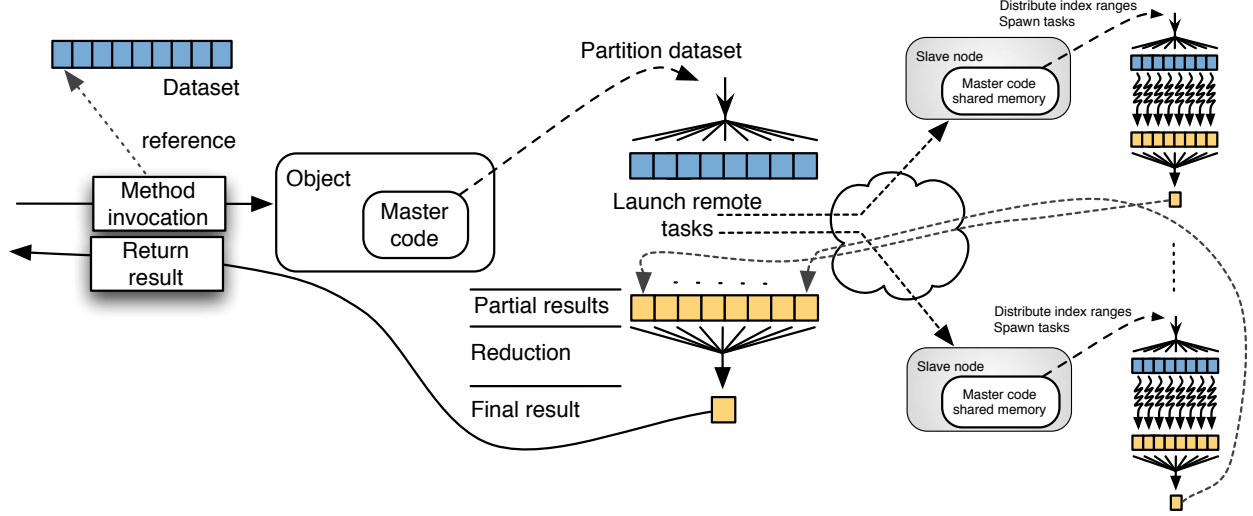 Dataset
reference
Method
invocation
Return
result
Object
Master
code
Partition dataset
Launch remote
tasks
. . . . . .
Partial results
Reduction
Final result
Distribute index ranges
Spawn tasks
Slave node
Master code
shared memory
Distribute index ranges
Spawn tasks
Slave node
Master code
shared memory